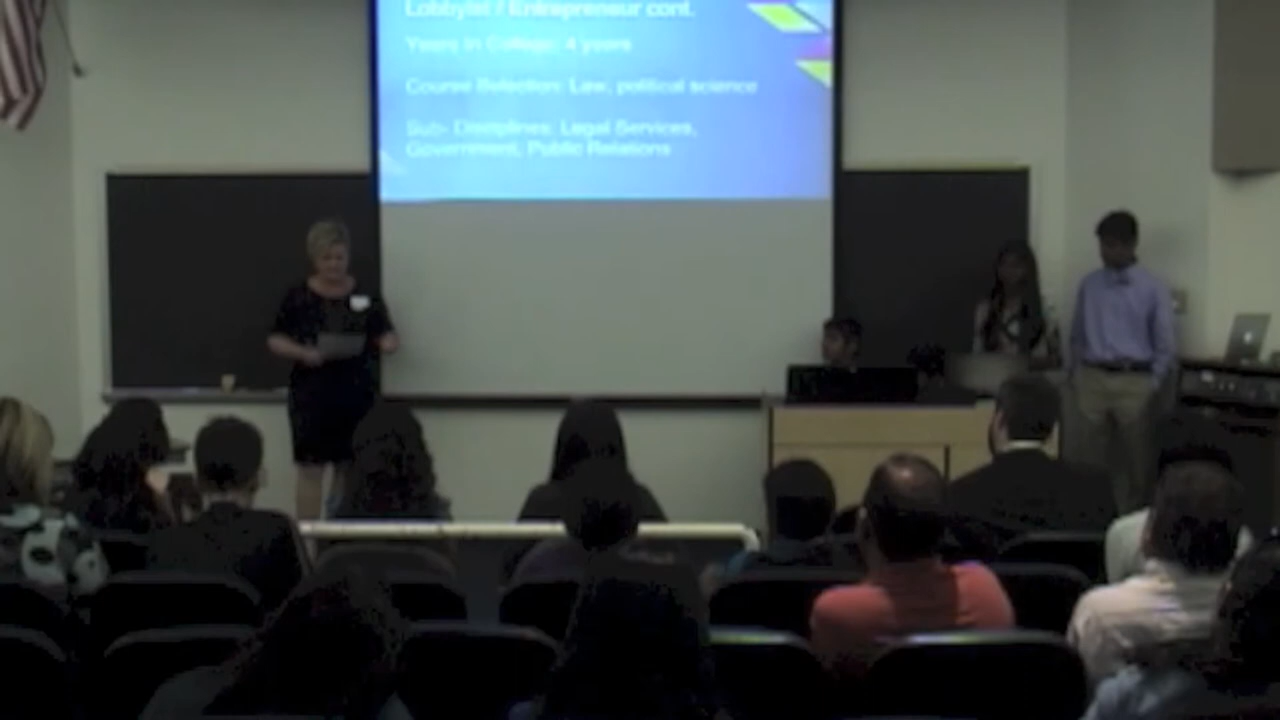 Lobbyist / Entrepreneur cont.
Years in College: 4 years
Course Selection: Law, political science
Sub- Disciplines: Legal Services,
Government, Public Relations